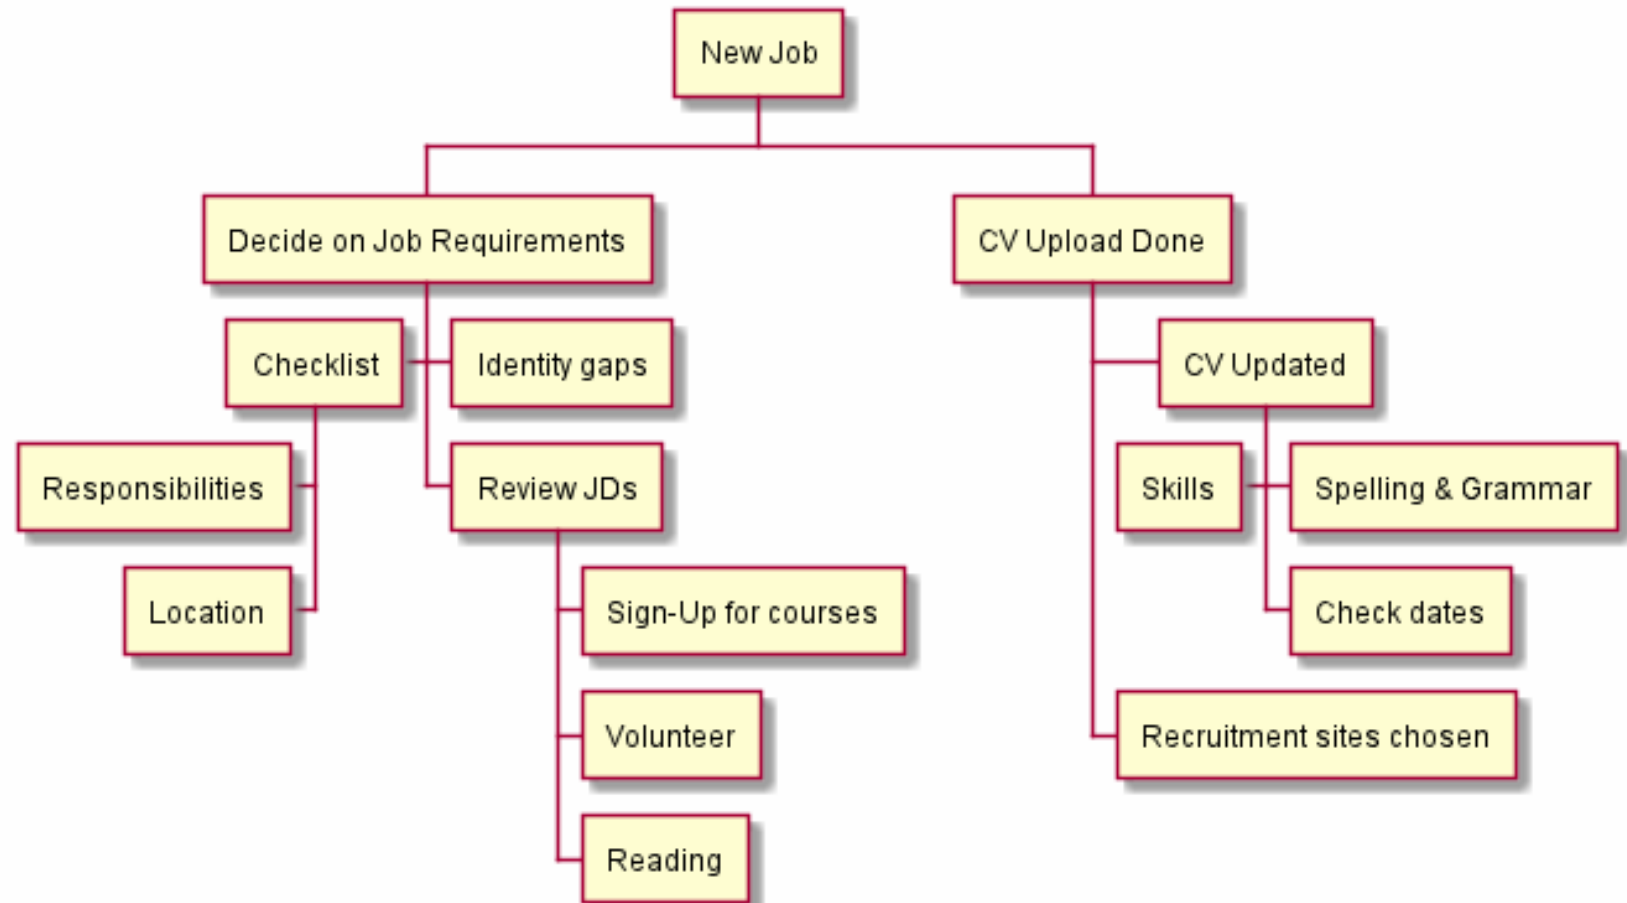 New Job
Decide on Job Requirements
CV Upload Done
Checklist
Identity gaps
CV Updated
Responsibilities
Review JDs
Skills
Spelling & Grammar
Location
Sign-Up for courses
Check dates
Volunteer
Recruitment sites chosen
Reading